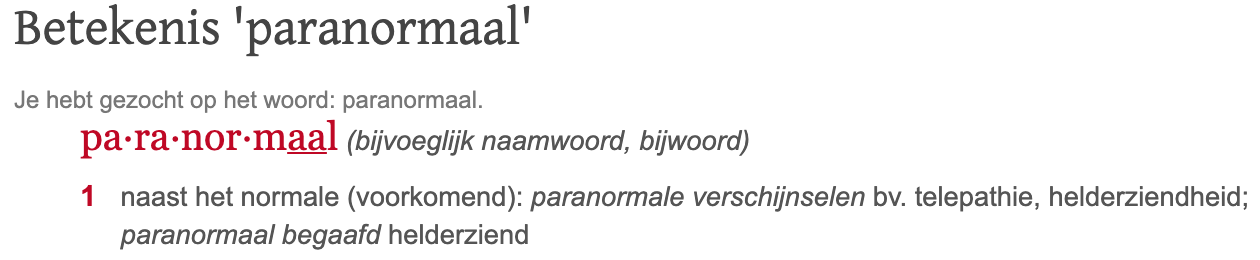 Betekenis 'paranormaal'
Je hebt gezocht op het woord: paranormaal.
pa·ra·nor·maal (bijvoeglijk naamwoord, bijwoord)
1 naast het normale (voorkomend): paranormale verschijnselen bv. telepathie, helderziendheid;
paranormaal begaafd helderziend